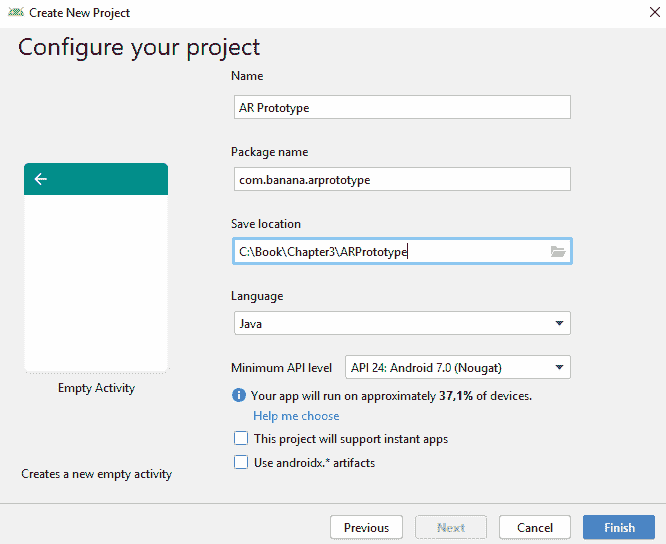 Create New Project
Configure your project
Name
AR Prototype
Package name
com.banana.arprototype
Save location
C:\Book\Chapter3\ARPrototype
Language
Java
Minimum API level API 24: Android 7.0 (Nougat)
Your app will run on approximately 37,1% of devices.
Help me choose
This project will support instant apps
Use androidx.* artifacts
Empty Activity
Creates a new empty activity
Previous Next Cancel Finish